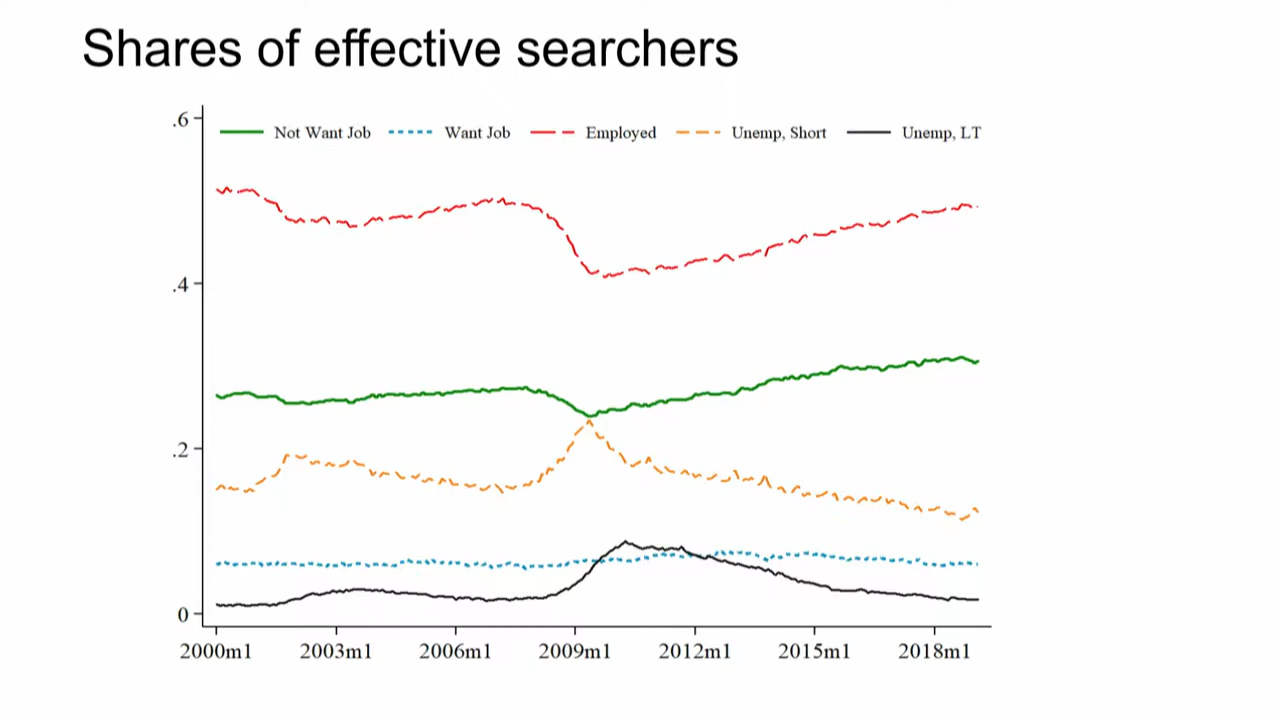 Shares of effective searchers
Not Want Job Want Job Employed Unemp, Short Unemp, LT
.6
.4
.2
0
2000m1 2003m1 2006m1 2009m1 2012m1 2015m1 2018m1